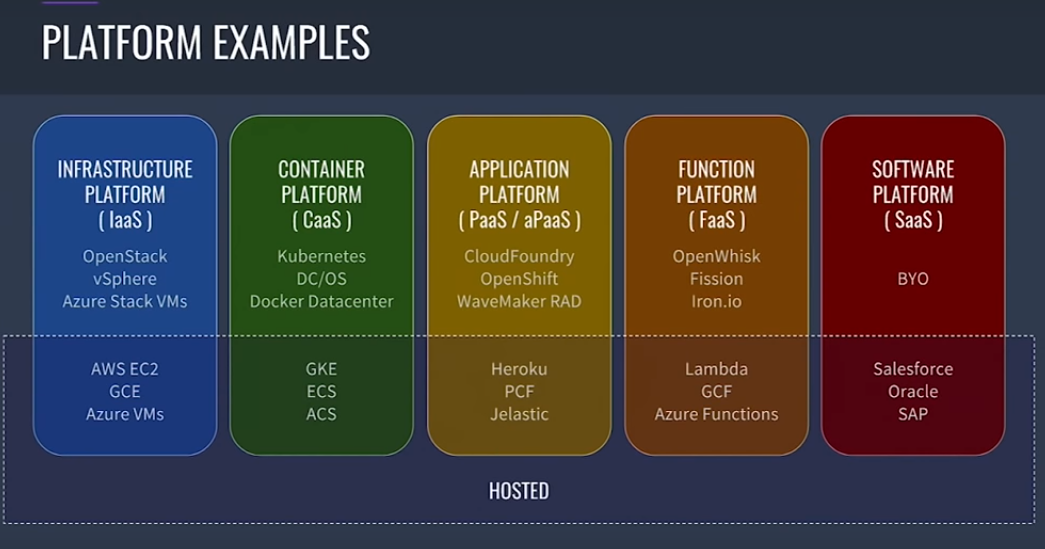 PLATFORM EXAMPLES
INFRASTRUCTURE
PLATFORM
( IaaS )
OpenStack
vSphere
Azure Stack VMs
AWS EC2
GCE
Azure VMs
CONTAINER
PLATFORM
( CaaS )
Kubernetes
DC/OS
Docker Datacenter
GKE
ECS
ACS
APPLICATION
PLATFORM
( PaaS / aPaaS )
CloudFoundry
OpenShift
WaveMaker RAD
Heroku
PCF
Jelastic
FUNCTION
PLATFORM
( FaaS )
OpenWhisk
Fission
Iron.io
Lambda
GCF
Azure Functions
SOFTWARE
PLATFORM
( SaaS )
BYO
Salesforce
Oracle
SAP
HOSTED